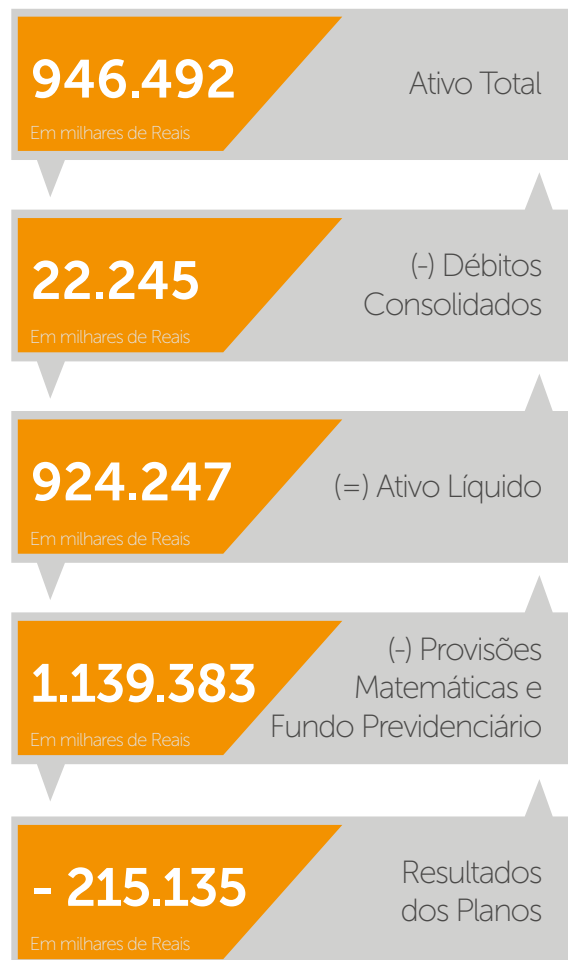 946.492
Em milhares de Reais
Ativo Total
22.245
Em milhares de Reais
(-) Débitos
Consolidados
924.247
Em milhares de Reais
(=) Ativo Líquido
1.139.383
Em milhares de Reais
(-) Provisões
Matemáticas e
Fundo Previdenciário
- 215.135
Em milhares de Reais
Resultados
dos Planos